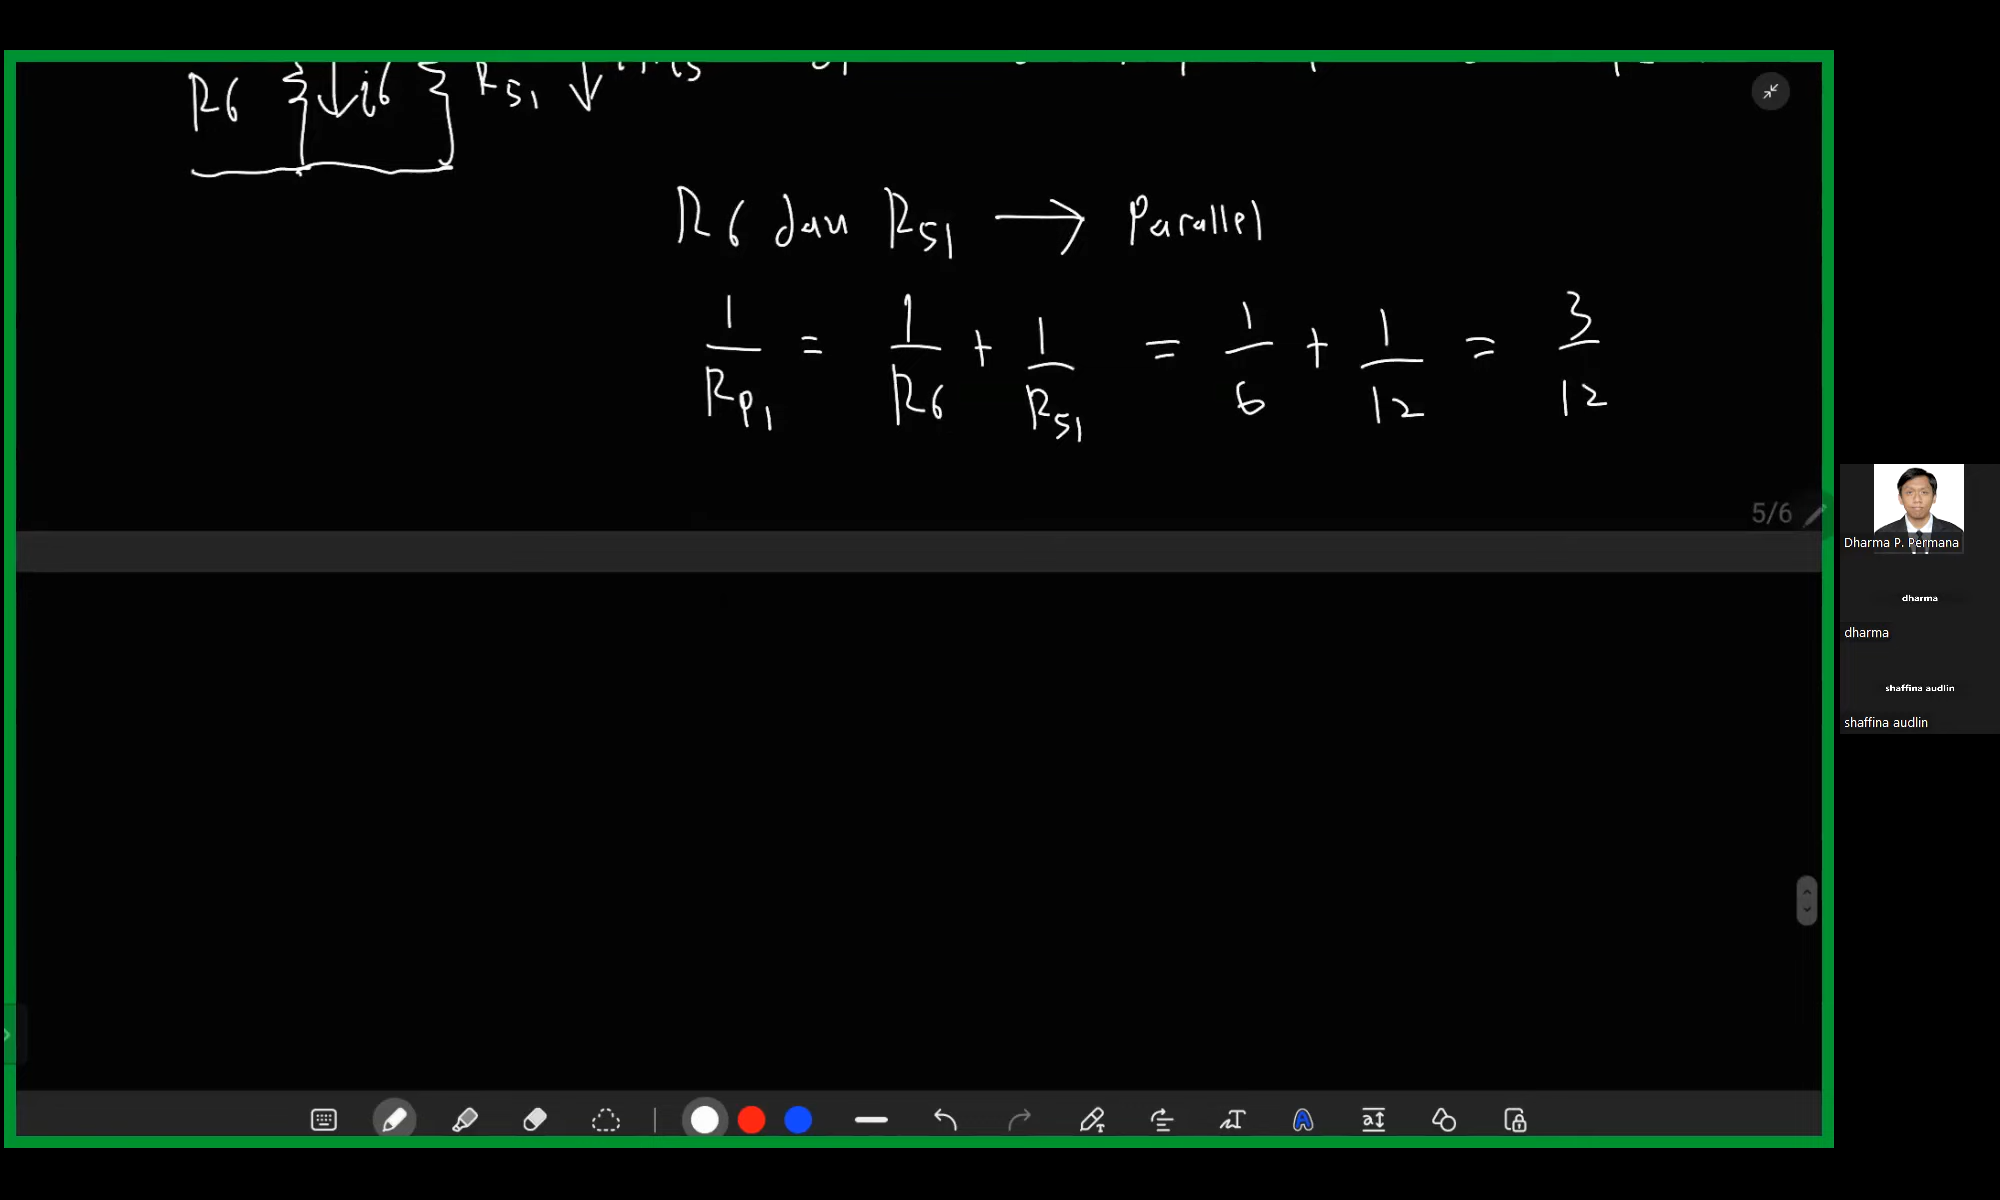 R6 ↓i6 Rs1 ↓
R6 dan Rs1 → Parallel
1/Rp1 = 1/R6 + 1/Rs1 = 1/6 + 1/12 = 3/12
5/6
Dharma P. Permana
dharma
dharma
shaffina audlin
shaffina audlin